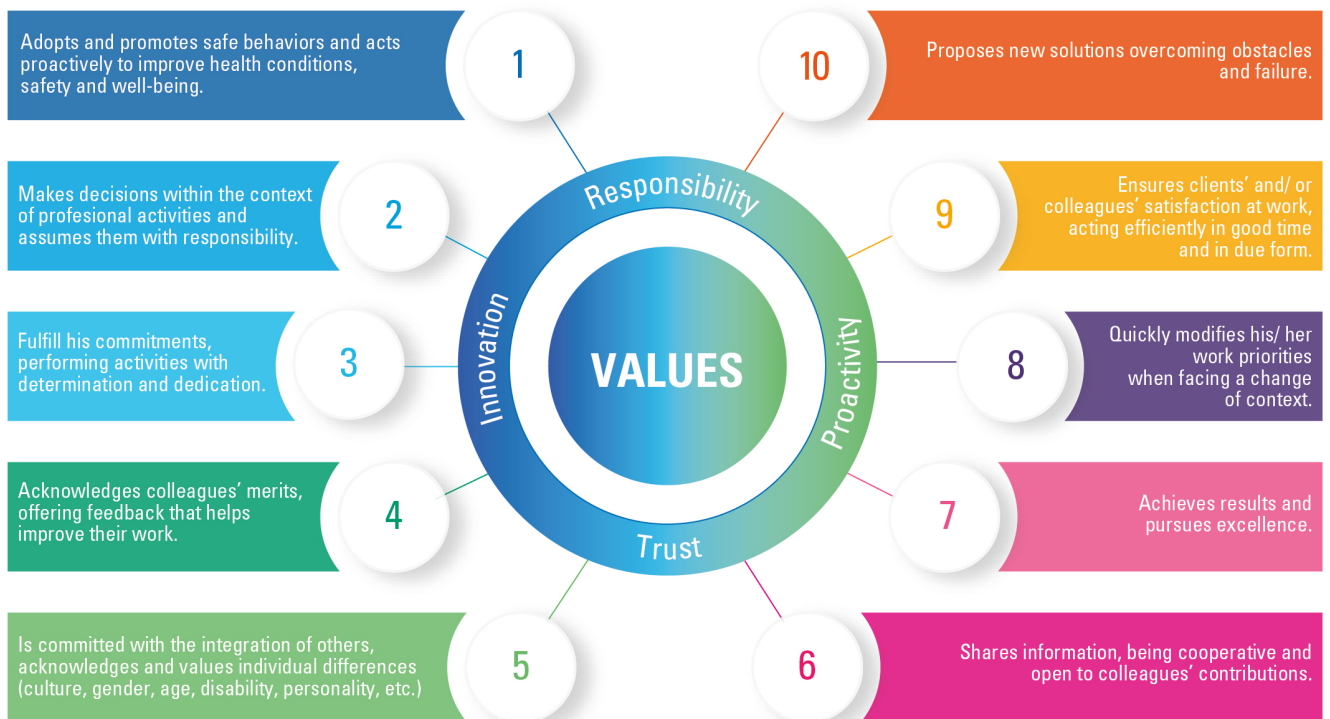 Adopts and promotes safe behaviors and acts
proactively to improve health conditions,
safety and well-being.
1
Makes decisions within the context
of profesional activities and
assumes them with responsibility.
2
Fulfill his commitments,
performing activities with
determination and dedication.
3
Acknowledges colleagues’ merits,
offering feedback that helps
improve their work.
4
Is committed with the integration of others,
acknowledges and values individual differences
(culture, gender, age, disability, personality, etc.)
5
Responsibility
Innovation
VALUES
Proactivity
Trust
10
Proposes new solutions overcoming obstacles
and failure.
9
Ensures clients’ and/ or
colleagues’ satisfaction at work,
acting efficiently in good time
and in due form.
8
Quickly modifies his/ her
work priorities
when facing a change
of context.
7
Achieves results and
pursues excellence.
6
Shares information, being cooperative and
open to colleagues’ contributions.